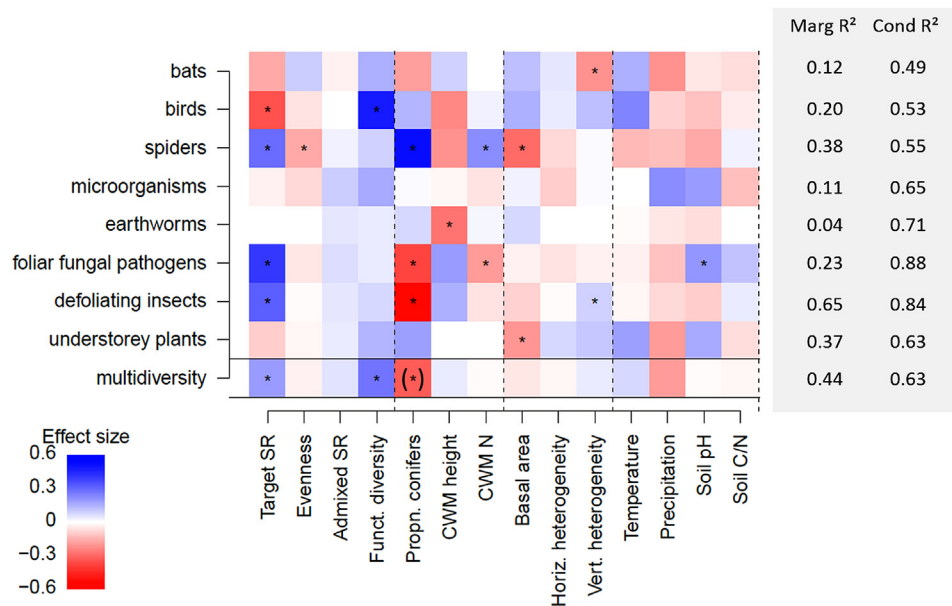 Marg R² Cond R²
bats 0.12 0.49
birds * * 0.20 0.53
spiders * * * * * 0.38 0.55
microorganisms 0.11 0.65
earthworms * 0.04 0.71
foliar fungal pathogens * * * * 0.23 0.88
defoliating insects * * * 0.65 0.84
understorey plants * 0.37 0.63
multidiversity * * (*) 0.44 0.63
Target SR
Evenness
Admixed SR
Funct. diversity
Propn. conifers
CWM height
CWM N
Basal area
Horiz. heterogeneity
Vert. heterogeneity
Temperature
Precipitation
Soil pH
Soil C/N
Effect size
0.6
0.3
0
−0.3
−0.6